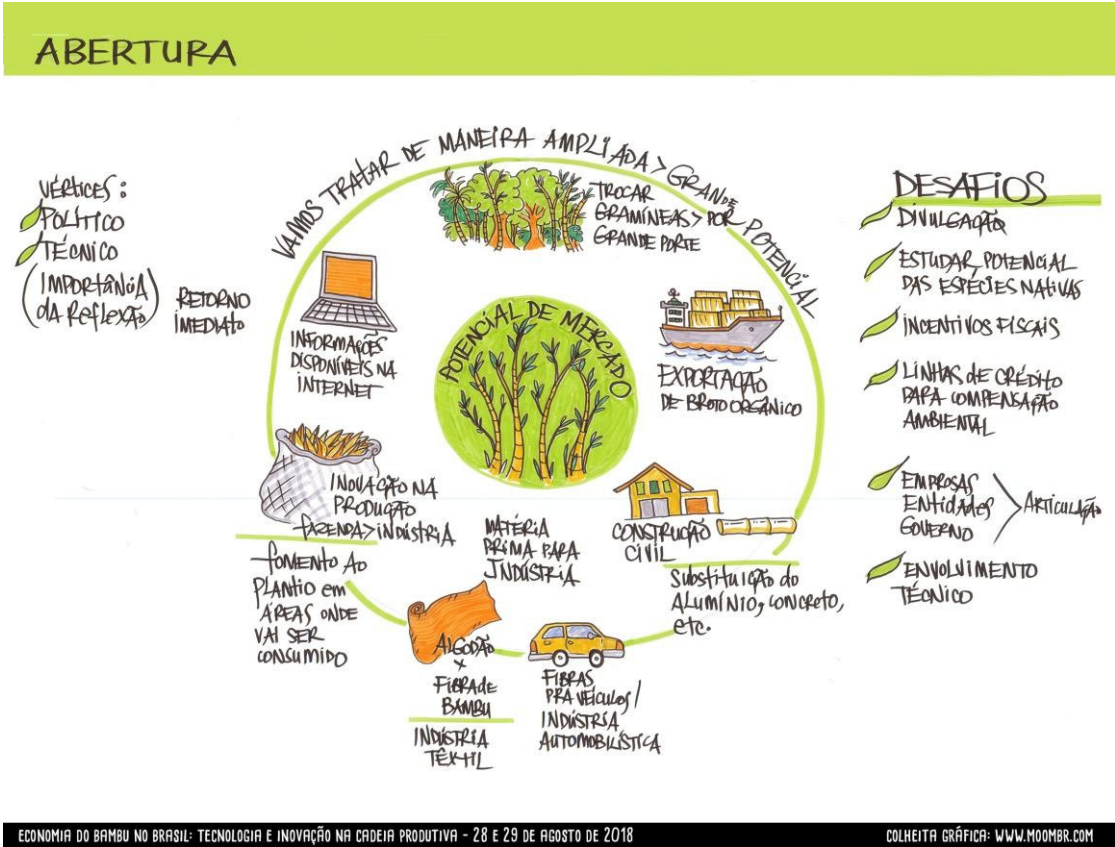 ABERTURA
VÉRTICES:
POLÍTICO
TÉCNICO
(IMPORTÂNCIA
DA REFLEXÃO)
RETORNO
IMEDIATO
VAMOS TRATAR DE MANEIRA AMPLIADA > GRANDE POTENCIAL
TROCAR
GRAMÍNEAS > POR
GRANDE PORTE
INFORMAÇÕES
DISPONÍVEIS NA
INTERNET
POTENCIAL DE MERCADO
EXPORTAÇÃO
DE BROTO ORGÂNICO
INOVAÇÃO NA
PRODUÇÃO
FAZENDA > INDÚSTRIA
FOMENTO AO
PLANTIO em
ÁREAS ONDE
VAI SER
CONSUMIDO
MATÉRIA
PRIMA PARA
INDÚSTRIA
CONSTRUÇÃO
CIVIL
Substituição do
ALUMÍNIO, CONCRETO,
etc.
ALGODÃO
x
FIBRA de
BAMBU
INDÚSTRIA
TÊXTIL
FIBRAS
PRA VEÍCULOS /
INDÚSTRIA
AUTOMOBILÍSTICA
DESAFIOS
DIVULGAÇÃO
ESTUDAR POTENCIAL
DAS ESPÉCIES NATIVAS
INCENTIVOS FISCAIS
LINHAS de CRÉDITO
PARA COMPENSAÇÃO
AMBIENTAL
EMPRESAS
ENTIDADES
GOVERNO
> ARTICULAÇÃO
ENVOLVIMENTO
TÉCNICO
ECONOMIA DO BAMBU NO BRASIL: TECNOLOGIA E INOVAÇÃO NA CADEIA PRODUTIVA - 28 E 29 DE AGOSTO DE 2018
COLHEITA GRÁFICA: WWW.MOOMBR.COM